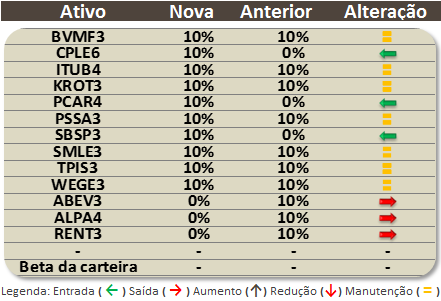 Ativo Nova Anterior Alteração
BVMF3 10% 10% =
CPLE6 10% 0% ←
ITUB4 10% 10% =
KROT3 10% 10% =
PCAR4 10% 0% ←
PSSA3 10% 10% =
SBSP3 10% 0% ←
SMLE3 10% 10% =
TPIS3 10% 10% =
WEGE3 10% 10% =
ABEV3 0% 10% →
ALPA4 0% 10% →
RENT3 0% 10% →
- - - -
Beta da carteira - - -
Legenda: Entrada ( ← ) Saída ( → ) Aumento ( ↑ ) Redução ( ↓ ) Manutenção ( = )